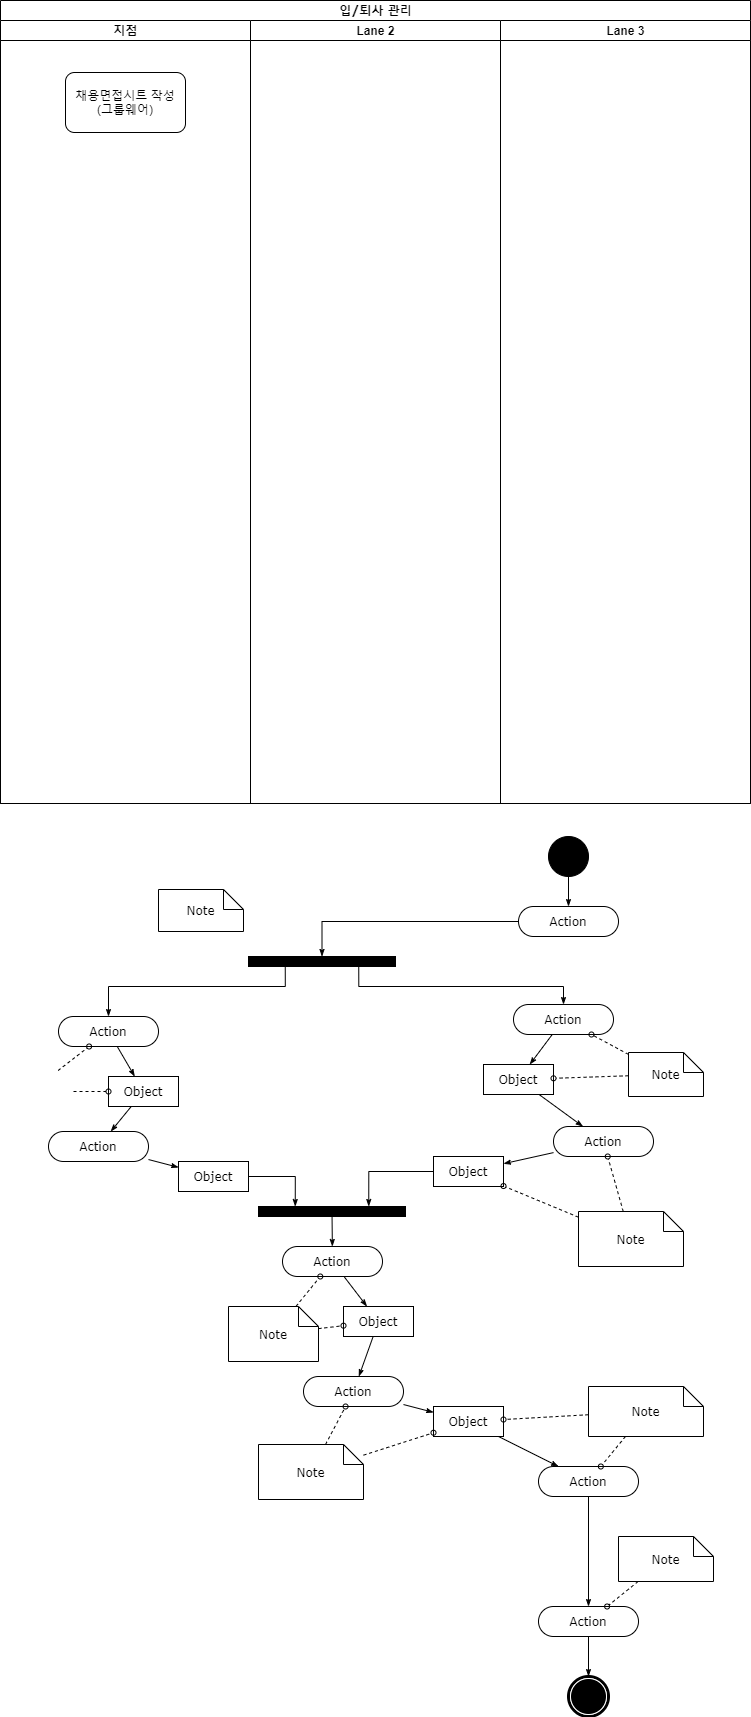 입/퇴사 관리
지점
Lane 2
Lane 3
채용면접시트 작성
(그룹웨어)
Note
Action
Action
Action
Note
Object
Object
Action
Action
Object
Object
Note
Action
Object
Note
Action
Object
Note
Note
Action
Note
Action